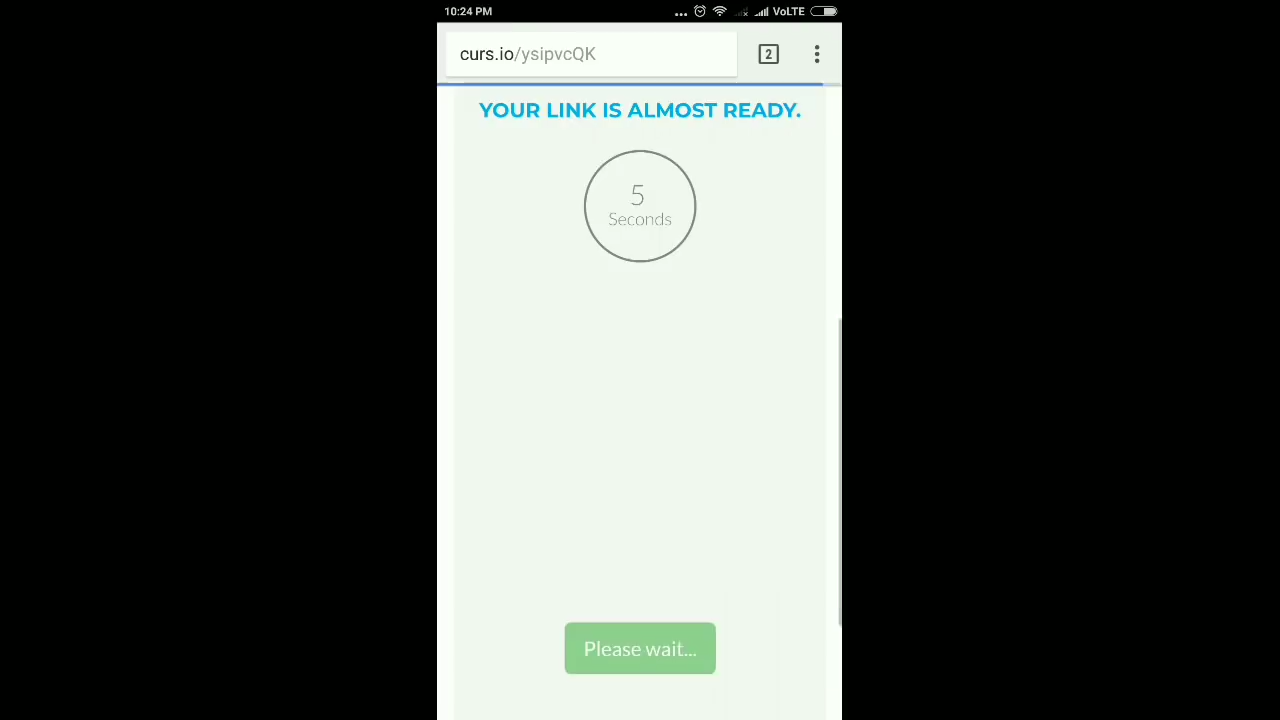 10:24 PM
VoLTE
curs.io/ysipvcQK
2
YOUR LINK IS ALMOST READY.
5
Seconds
Please wait...